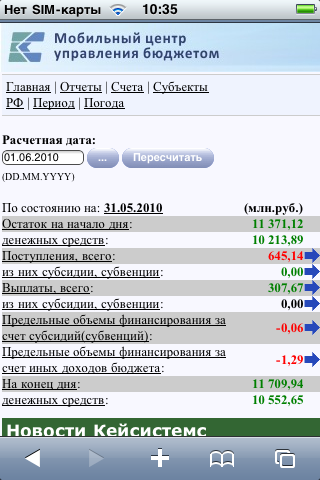 Нет SIM-карты 10:35
Мобильный центр
управления бюджетом
Главная | Отчеты | Счета | Субъекты
РФ | Период | Погода
Расчетная дата:
01.06.2010 ... Пересчитать
(DD.MM.YYYY)
По состоянию на: 31.05.2010 (млн.руб.)
Остаток на начало дня: 11 371,12
денежных средств: 10 213,89
Поступления, всего: 645,14
из них субсидии, субвенции: 0,00
Выплаты, всего: 307,67
из них субсидии, субвенции: 0,00
Предельные объемы финансирования за
счет субсидий(субвенций): -0,06
Предельные объемы финансирования за
счет иных доходов бюджета: -1,29
На конец дня: 11 709,94
денежных средств: 10 552,65
Новости Кейсистемс